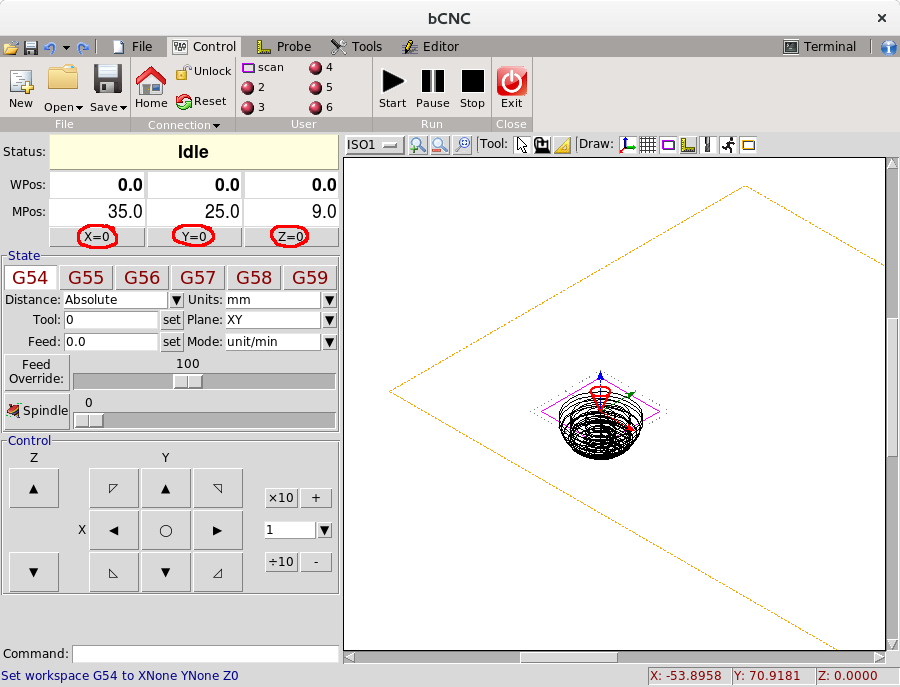 bCNC
File Control Probe Tools Editor Terminal
New Open Save Home Unlock Reset scan 2 3 4 5 6 Start Pause Stop Exit
File Connection User Run Close
Status: Idle
WPos: 0.0 0.0 0.0
MPos: 35.0 25.0 9.0
X=0 Y=0 Z=0
State
G54 G55 G56 G57 G58 G59
Distance: Absolute Units: mm
Tool: 0 set Plane: XY
Feed: 0.0 set Mode: unit/min
Feed Override: 100
Spindle 0
Control
Z Y
×10 +
X 1
÷10 -
Command:
ISO1 Tool: Draw:
Set workspace G54 to XNone YNone Z0
X: -53.8958 Y: 70.9181 Z: 0.0000